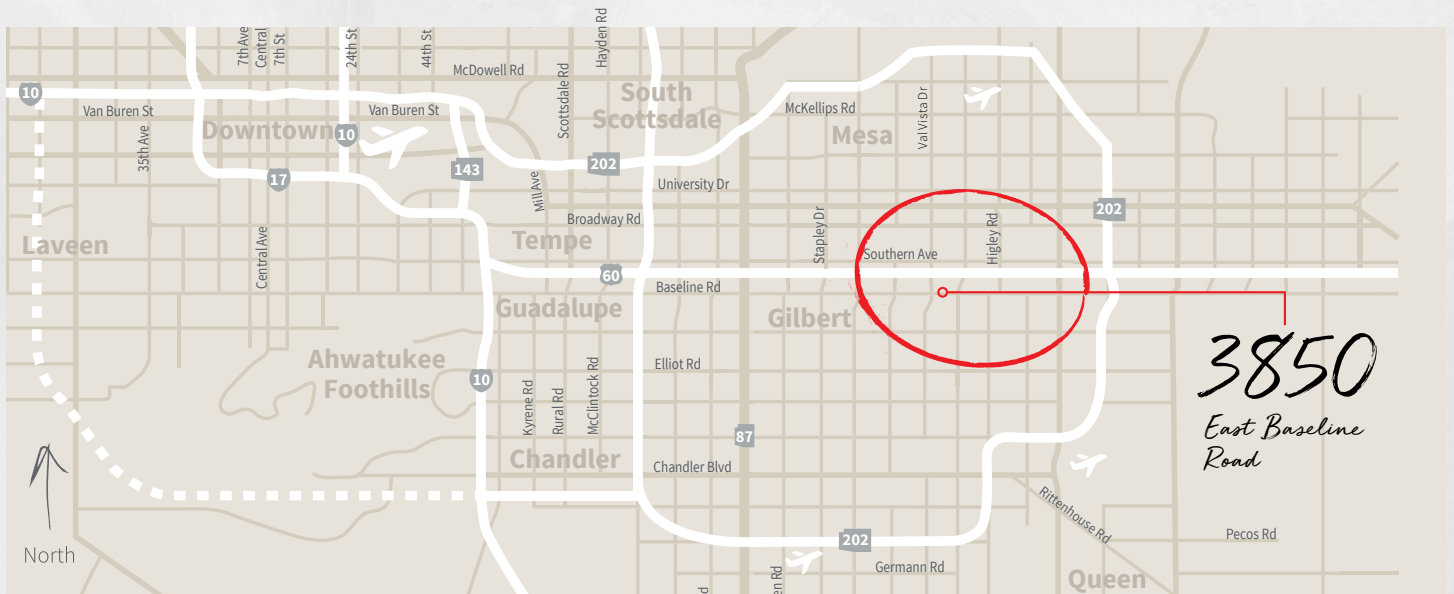 7th Ave
Central
7th St
24th St
44th St
Hayden Rd
McDowell Rd
Scottsdale Rd
South
Scottsdale
10
Van Buren St
Van Buren St
McKellips Rd
Val Vista Dr
Downtown
10
35th Ave
Mesa
143
202
17
Mill Ave
University Dr
202
Broadway Rd
Stapley Dr
Higley Rd
Laveen
Central Ave
Tempe
Southern Ave
60
Baseline Rd
Guadalupe
Gilbert
3850
East Baseline
Road
Ahwatukee
Foothills
Elliot Rd
10
Kyrene Rd
Rural Rd
McClintock Rd
87
Chandler
Chandler Blvd
Rittenhouse Rd
North
202
Pecos Rd
Germann Rd
Queen